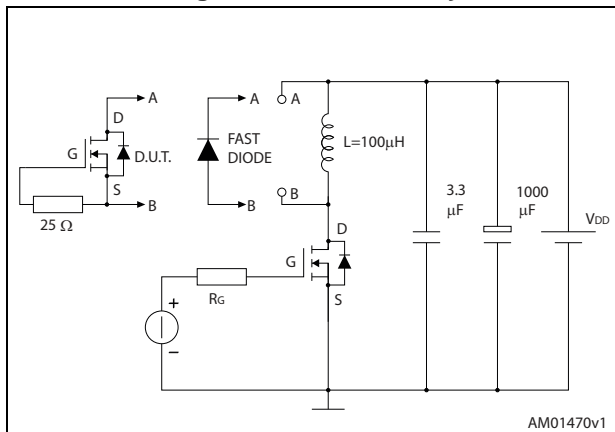 A
A
A
D
FAST
DIODE
L=100µH
G
D.U.T.
S
B
B
B
25 Ω
3.3
µF
1000
µF
VDD
D
G
S
RG
+
−
AM01470v1